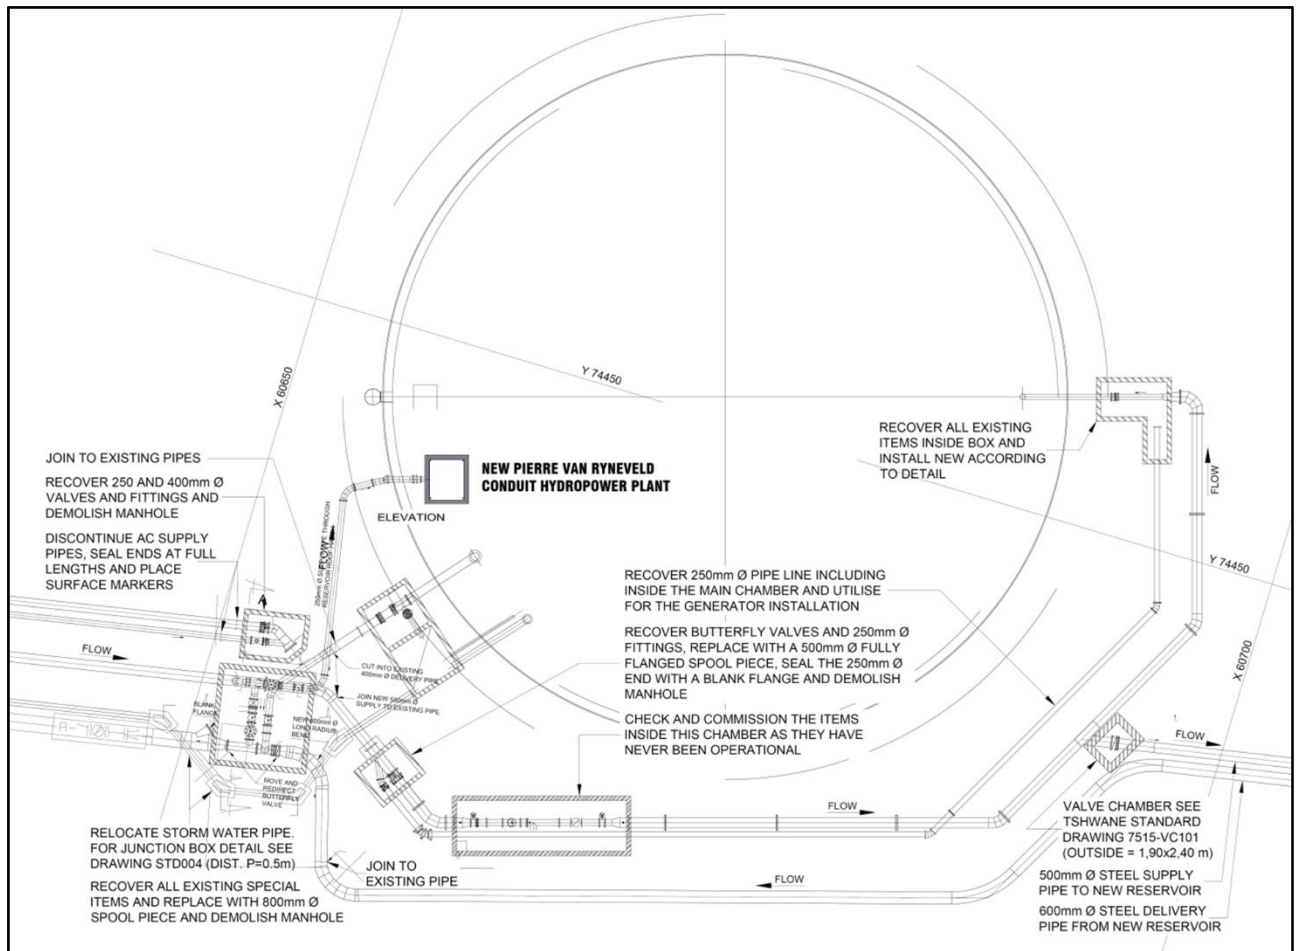 X 60650
Y 74450
JOIN TO EXISTING PIPES
RECOVER 250 AND 400mm Ø
VALVES AND FITTINGS AND
DEMOLISH MANHOLE
DISCONTINUE AC SUPPLY
PIPES, SEAL ENDS AT FULL
LENGTHS AND PLACE
SURFACE MARKERS
NEW PIERRE VAN RYNEVELD
CONDUIT HYDROPOWER PLANT
ELEVATION
FLOW
RECOVER ALL EXISTING
ITEMS INSIDE BOX AND
INSTALL NEW ACCORDING
TO DETAIL
FLOW
Y 74450
X 60700
RECOVER 250mm Ø PIPE LINE INCLUDING
INSIDE THE MAIN CHAMBER AND UTILISE
FOR THE GENERATOR INSTALLATION
RECOVER BUTTERFLY VALVES AND 250mm Ø
FITTINGS, REPLACE WITH A 500mm Ø FULLY
FLANGED SPOOL PIECE, SEAL THE 250mm Ø
END WITH A BLANK FLANGE AND DEMOLISH
MANHOLE
CHECK AND COMMISSION THE ITEMS
INSIDE THIS CHAMBER AS THEY HAVE
NEVER BEEN OPERATIONAL
A
FLOW
CUT INTO EXISTING
400mm Ø DELIVERY PIPE
JOIN NEW 500mm Ø
SUPPLY TO EXISTING PIPE
BLANK
FLANGE
NEW Ø
LONG RADIUS
BEND
MOVE AND
REDIRECT
BUTTERFLY
VALVE
FLOW
FLOW
RELOCATE STORM WATER PIPE.
FOR JUNCTION BOX DETAIL SEE
DRAWING STD004 (DIST. P=0.5m)
RECOVER ALL EXISTING SPECIAL
ITEMS AND REPLACE WITH 800mm Ø
SPOOL PIECE AND DEMOLISH MANHOLE
JOIN TO
EXISTING PIPE
FLOW
VALVE CHAMBER SEE
TSHWANE STANDARD
DRAWING 7515-VC101
(OUTSIDE = 1,90x2,40 m)
500mm Ø STEEL SUPPLY
PIPE TO NEW RESERVOIR
600mm Ø STEEL DELIVERY
PIPE FROM NEW RESERVOIR